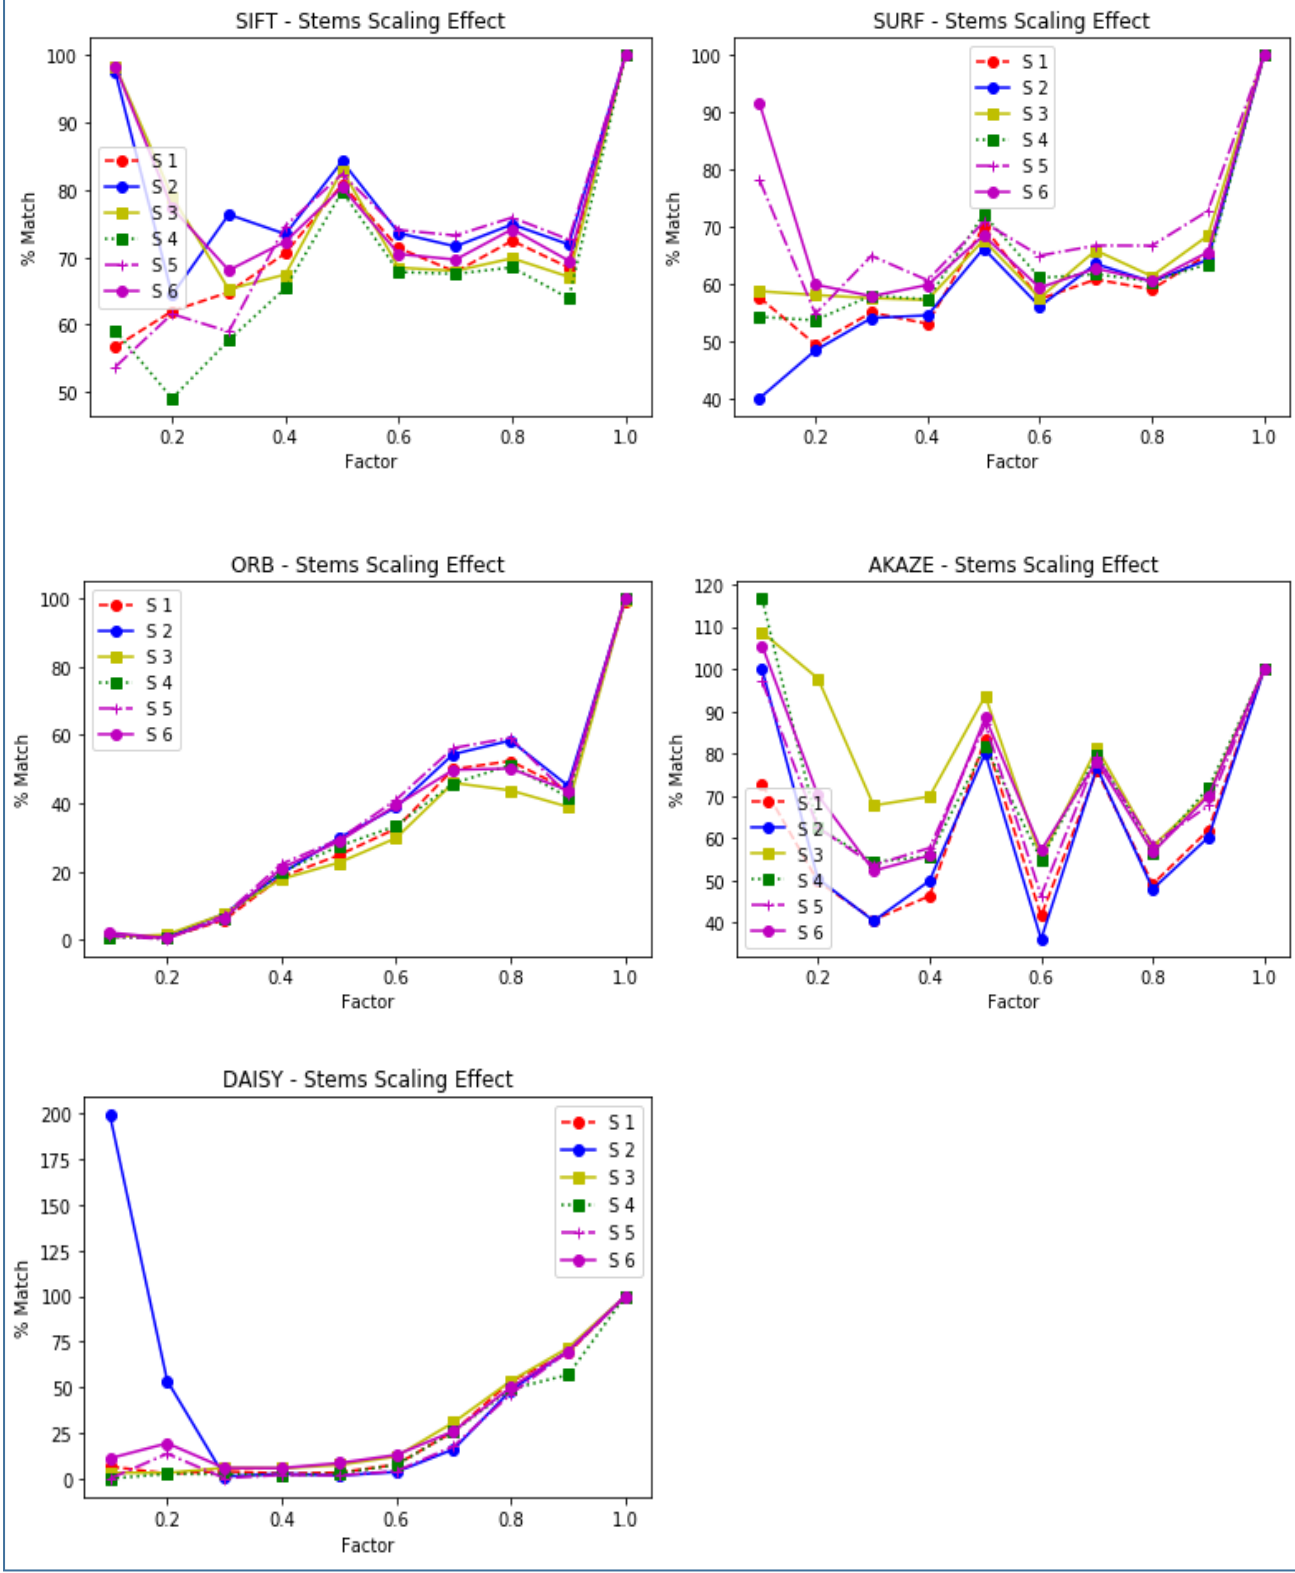 SIFT - Stems Scaling Effect
100
90
80
70
60
50
% Match
S 1
S 2
S 3
S 4
S 5
S 6
0.2
0.4
0.6
0.8
1.0
Factor
SURF - Stems Scaling Effect
100
90
80
70
60
50
40
% Match
S 1
S 2
S 3
S 4
S 5
S 6
0.2
0.4
0.6
0.8
1.0
Factor
ORB - Stems Scaling Effect
100
80
60
40
20
0
% Match
S 1
S 2
S 3
S 4
S 5
S 6
0.2
0.4
0.6
0.8
1.0
Factor
AKAZE - Stems Scaling Effect
120
110
100
90
80
70
60
50
40
% Match
S 1
S 2
S 3
S 4
S 5
S 6
0.2
0.4
0.6
0.8
1.0
Factor
DAISY - Stems Scaling Effect
200
175
150
125
100
75
50
25
0
% Match
S 1
S 2
S 3
S 4
S 5
S 6
0.2
0.4
0.6
0.8
1.0
Factor